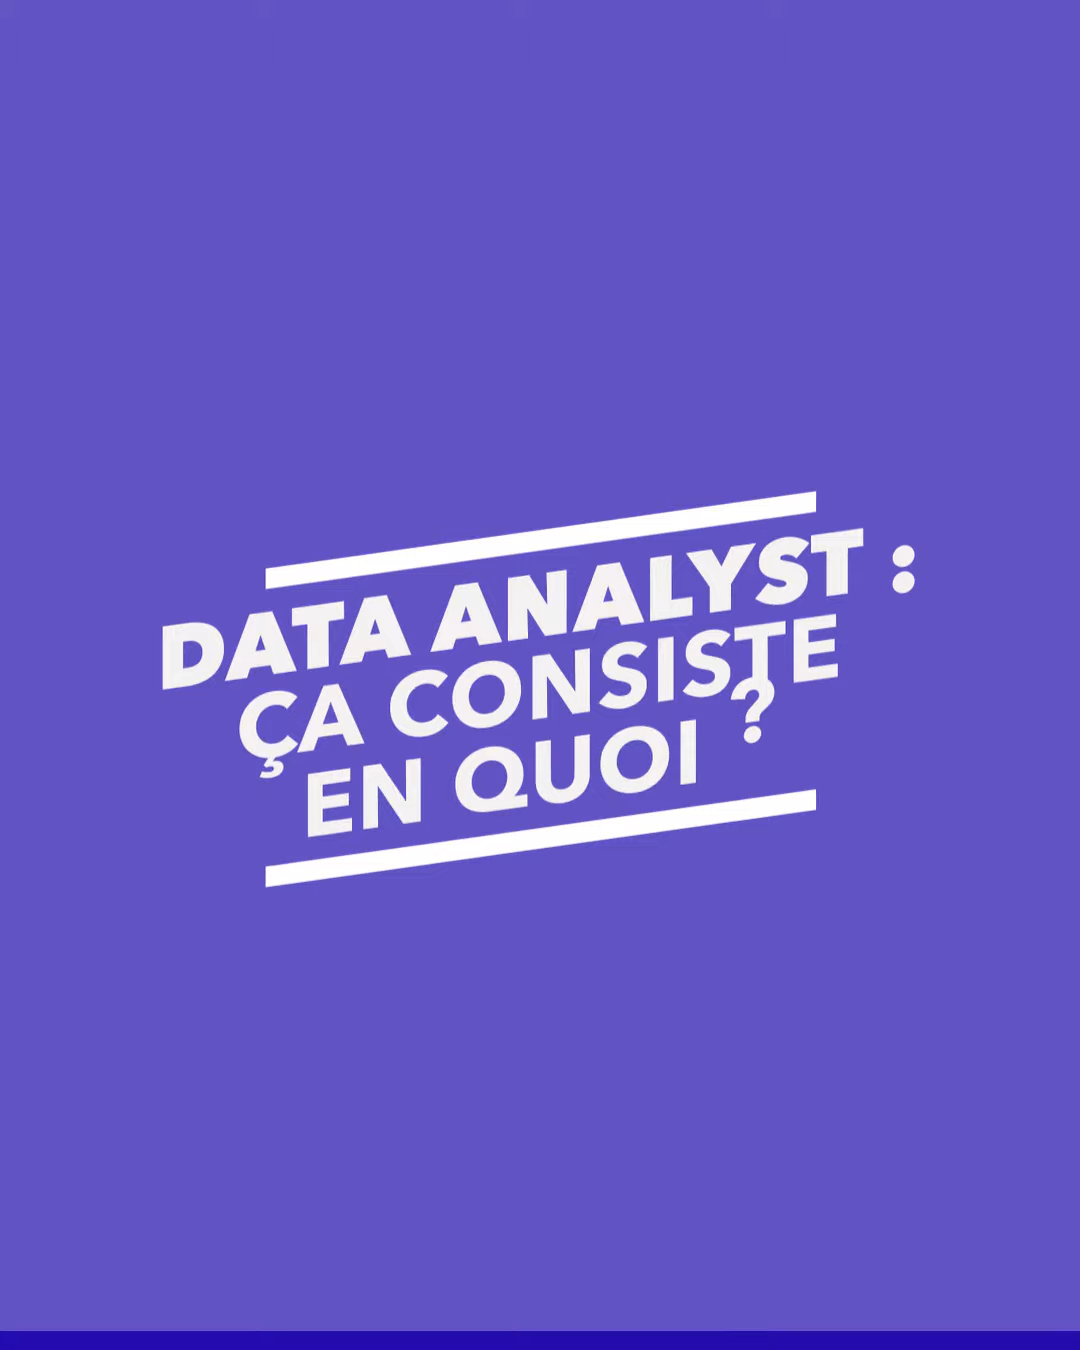 DATA ANALYST :
ÇA CONSISTE
EN QUOI ?